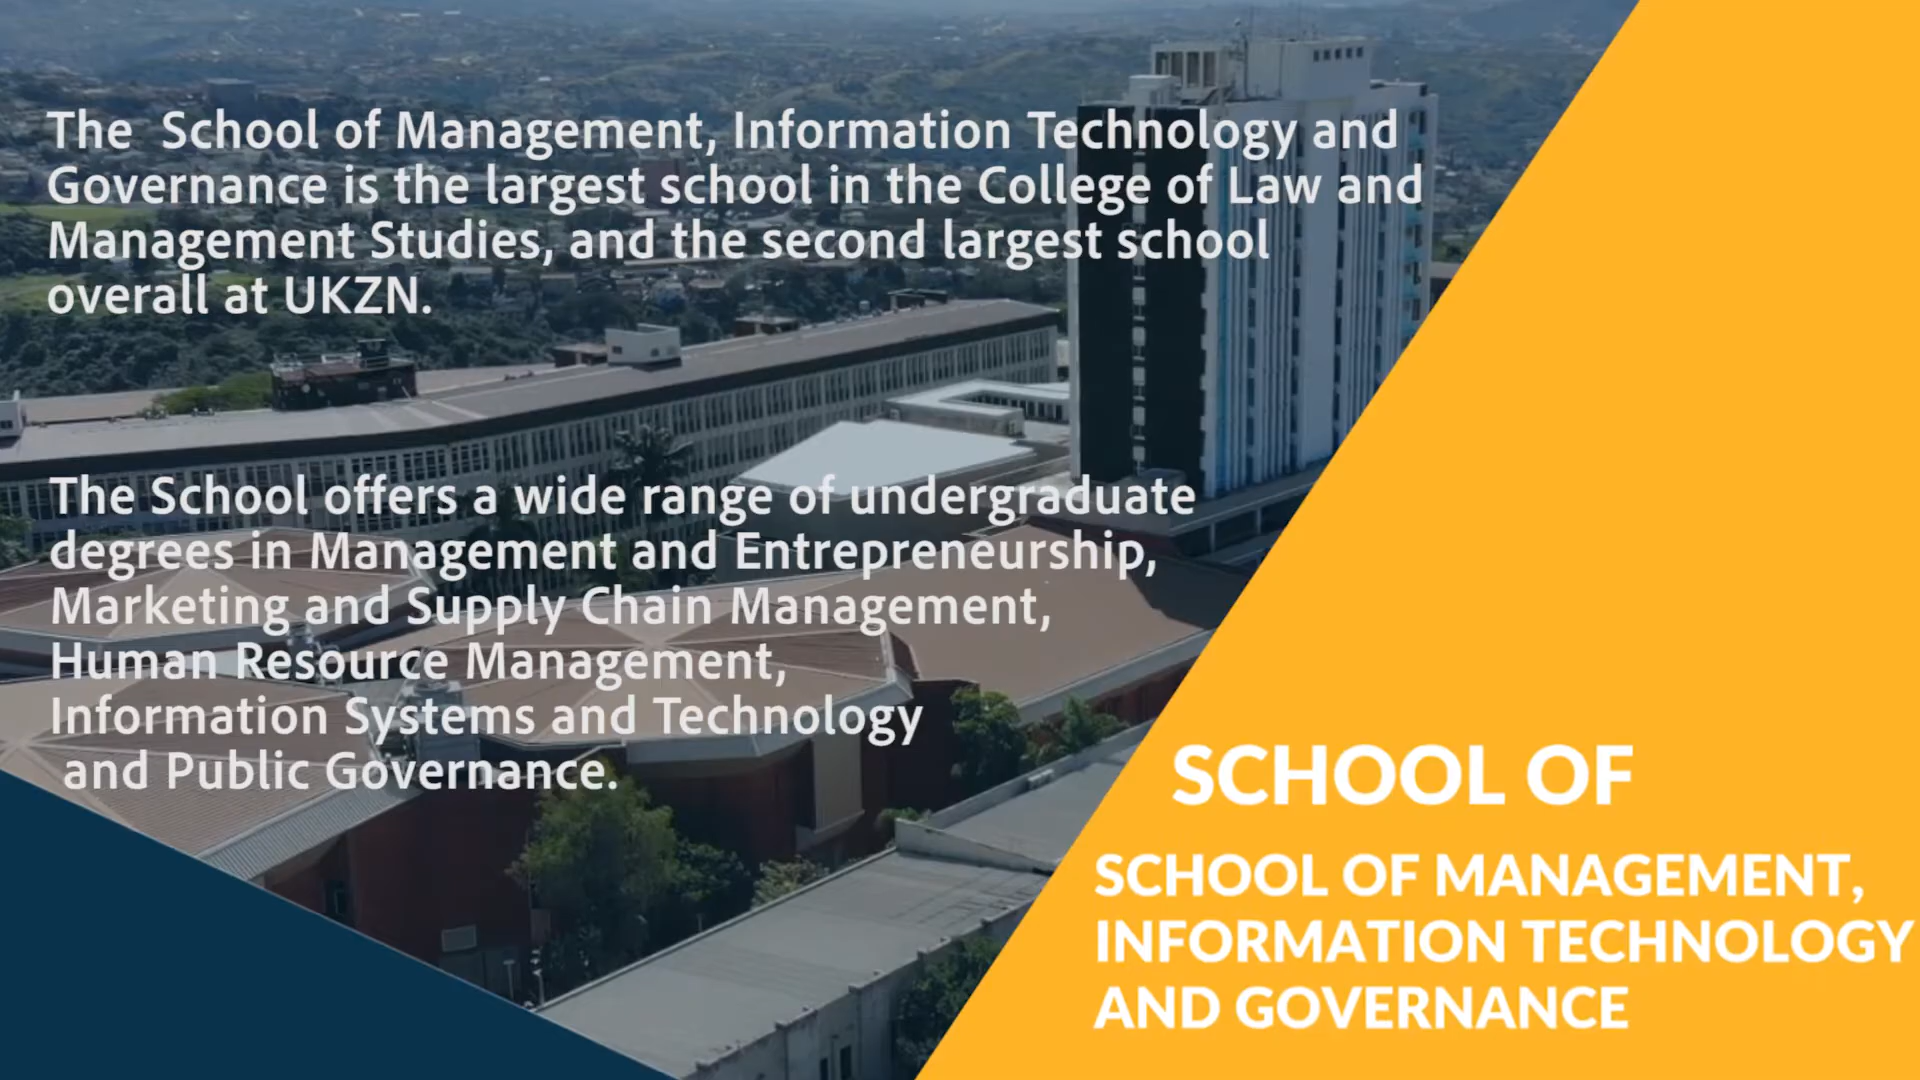 The  School of Management, Information Technology and
Governance is the largest school in the College of Law and
Management Studies, and the second largest school
overall at UKZN.
The School offers a wide range of undergraduate
degrees in Management and Entrepreneurship,
Marketing and Supply Chain Management,
Human Resource Management,
Information Systems and Technology
and Public Governance.
SCHOOL OF
SCHOOL OF MANAGEMENT,
INFORMATION TECHNOLOGY
AND GOVERNANCE